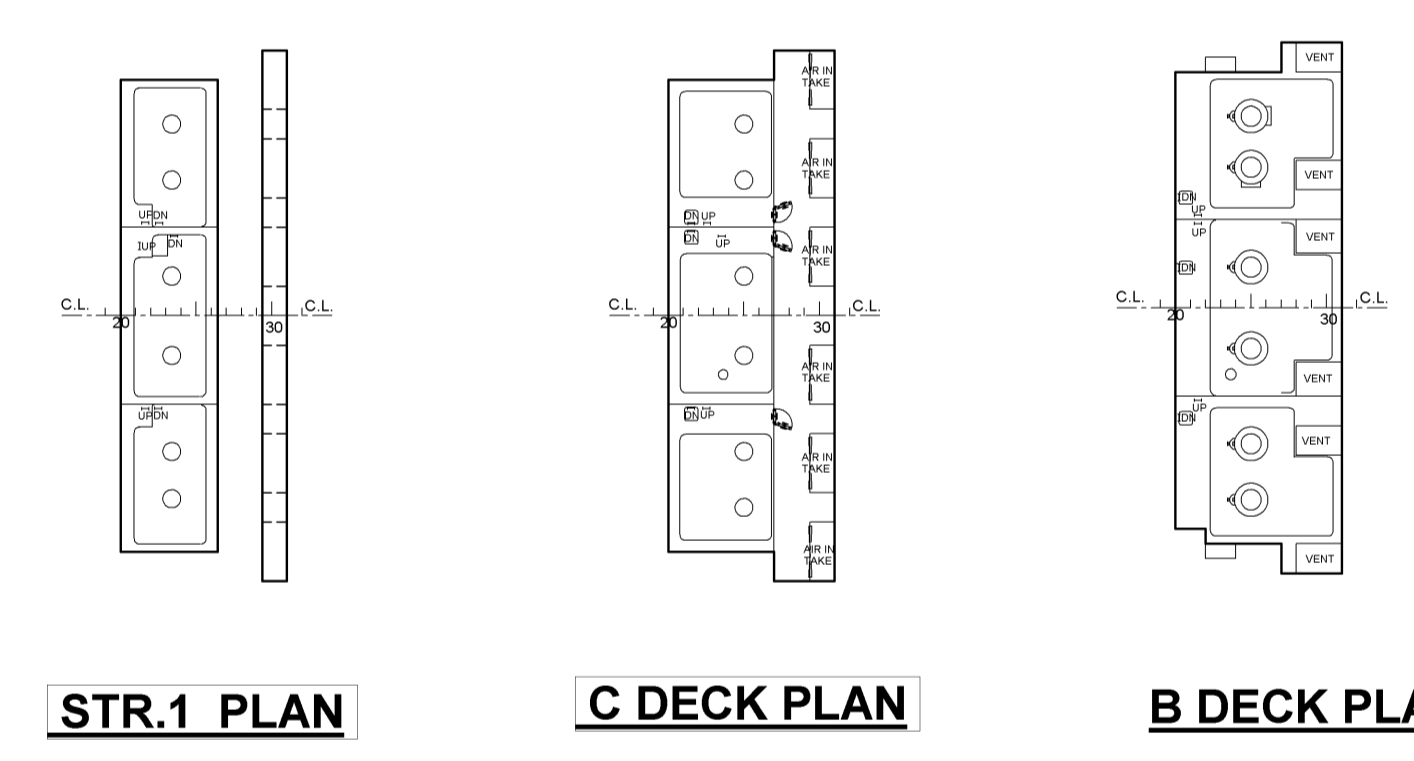 UP DN
IUP DN
C.L. C.L.
20 30
UP DN
STR.1 PLAN
AIR IN
TAKE
AIR IN
TAKE
DN UP
DN UP
AIR IN
TAKE
C.L. C.L.
20 30
AIR IN
TAKE
DN UP
AIR IN
TAKE
AIR IN
TAKE
C DECK PLAN
VENT
VENT
DN
UP
UP
VENT
DN
C.L. C.L.
20 30
VENT
UP
DN
VENT
VENT
B DECK PLA